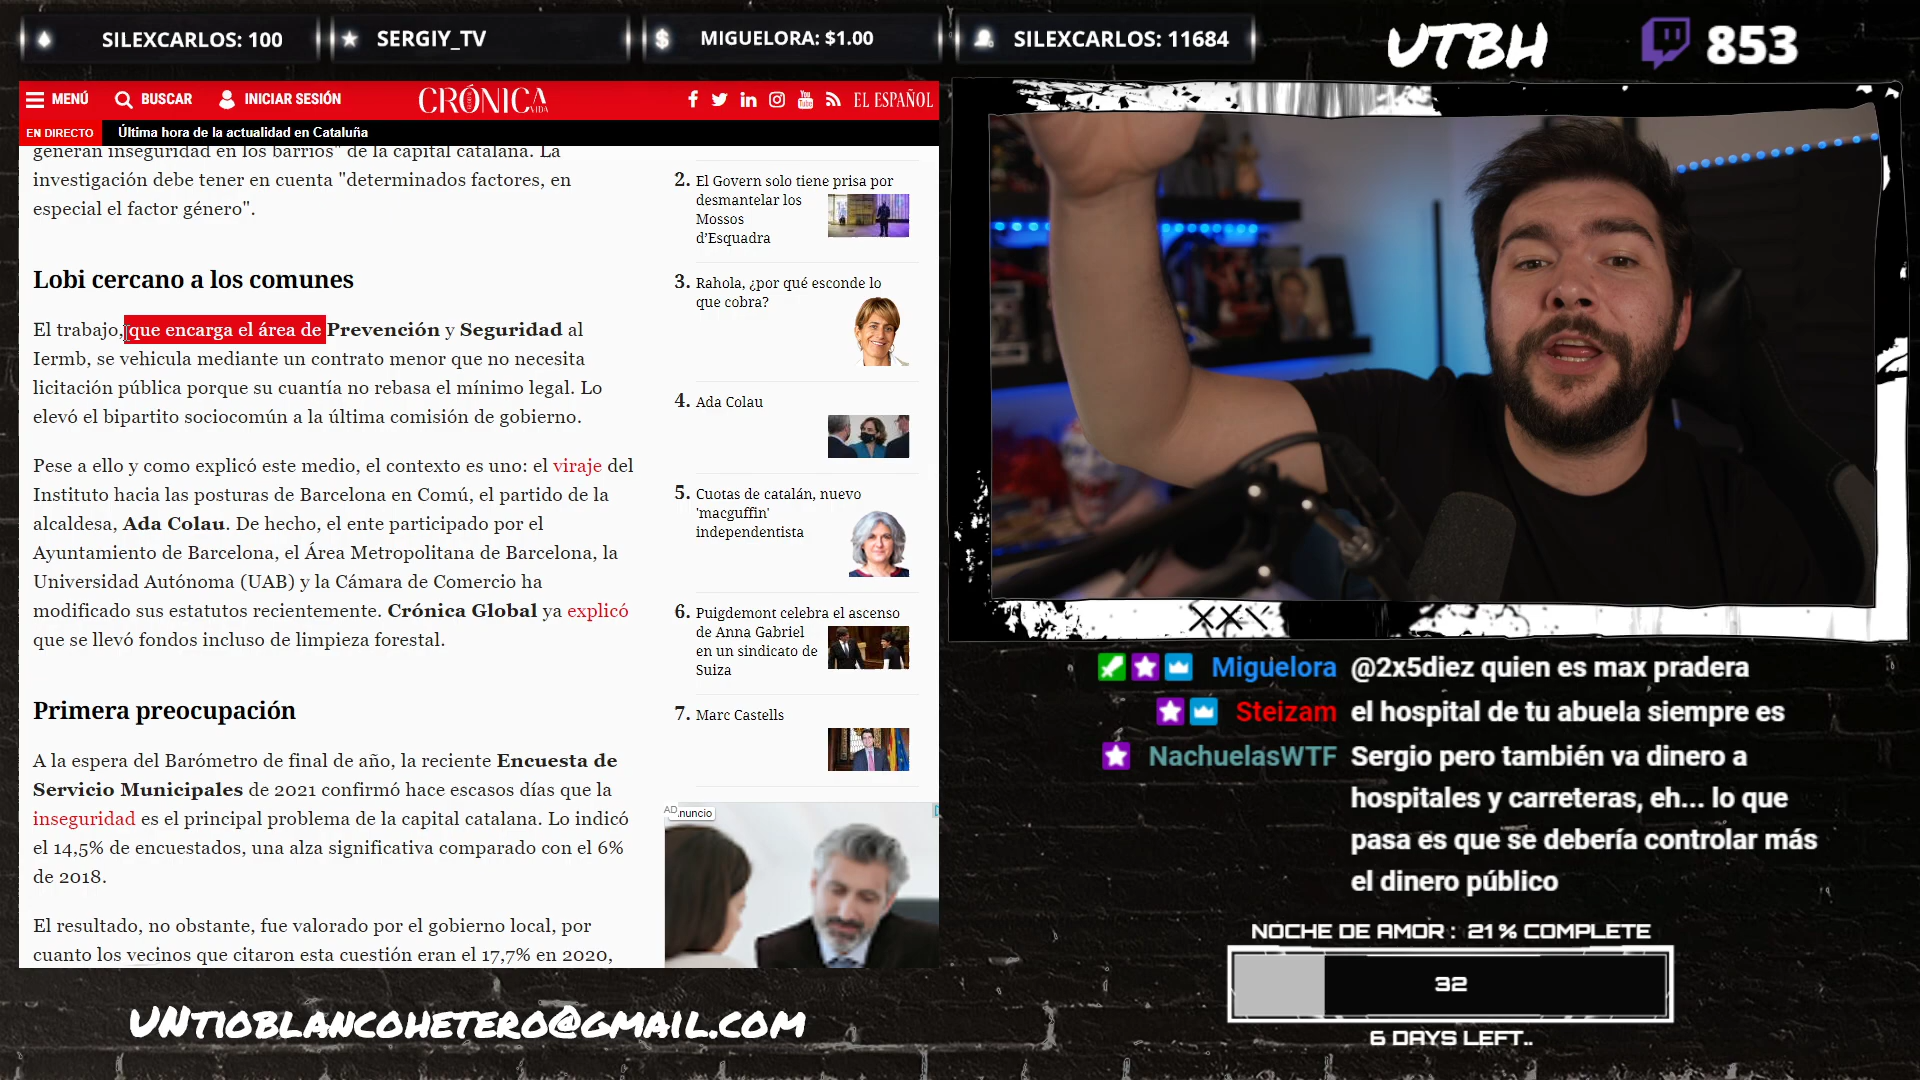 SILEXCARLOS: 100
SERGIY_TV
MIGUELORA: $1.00
SILEXCARLOS: 11684
UTBH
853
MENÚ
BUSCAR
INICIAR SESIÓN
CRÓNICA
VIDA
You
Tube
EL ESPAÑOL
EN DIRECTO
Última hora de la actualidad en Cataluña
generan inseguridad en los barrios" de la capital catalana. La
investigación debe tener en cuenta "determinados factores, en
especial el factor género".
Lobi cercano a los comunes
El trabajo, que encarga el área de Prevención y Seguridad al
Iermb, se vehicula mediante un contrato menor que no necesita
licitación pública porque su cuantía no rebasa el mínimo legal. Lo
elevó el bipartito sociocomún a la última comisión de gobierno.
Pese a ello y como explicó este medio, el contexto es uno: el viraje del
Instituto hacia las posturas de Barcelona en Comú, el partido de la
alcaldesa, Ada Colau. De hecho, el ente participado por el
Ayuntamiento de Barcelona, el Área Metropolitana de Barcelona, la
Universidad Autónoma (UAB) y la Cámara de Comercio ha
modificado sus estatutos recientemente. Crónica Global ya explicó
que se llevó fondos incluso de limpieza forestal.
Primera preocupación
A la espera del Barómetro de final de año, la reciente Encuesta de
Servicio Municipales de 2021 confirmó hace escasos días que la
inseguridad es el principal problema de la capital catalana. Lo indicó
el 14,5% de encuestados, una alza significativa comparado con el 6%
de 2018.
El resultado, no obstante, fue valorado por el gobierno local, por
cuanto los vecinos que citaron esta cuestión eran el 17,7% en 2020,
2. El Govern solo tiene prisa por
desmantelar los
Mossos
d'Esquadra
3. Rahola, ¿por qué esconde lo
que cobra?
4. Ada Colau
5. Cuotas de catalán, nuevo
'macguffin'
independentista
6. Puigdemont celebra el ascenso
de Anna Gabriel
en un sindicato de
Suiza
7. Marc Castells
AD
nuncio
Miguelora @2x5diez quien es max pradera
Steizam el hospital de tu abuela siempre es
NachuelasWTF Sergio pero también va dinero a
hospitales y carreteras, eh... lo que
pasa es que se debería controlar más
el dinero público
NOCHE DE AMOR : 21% COMPLETE
32
6 DAYS LEFT..
UNtioblancohetero@gmail.com